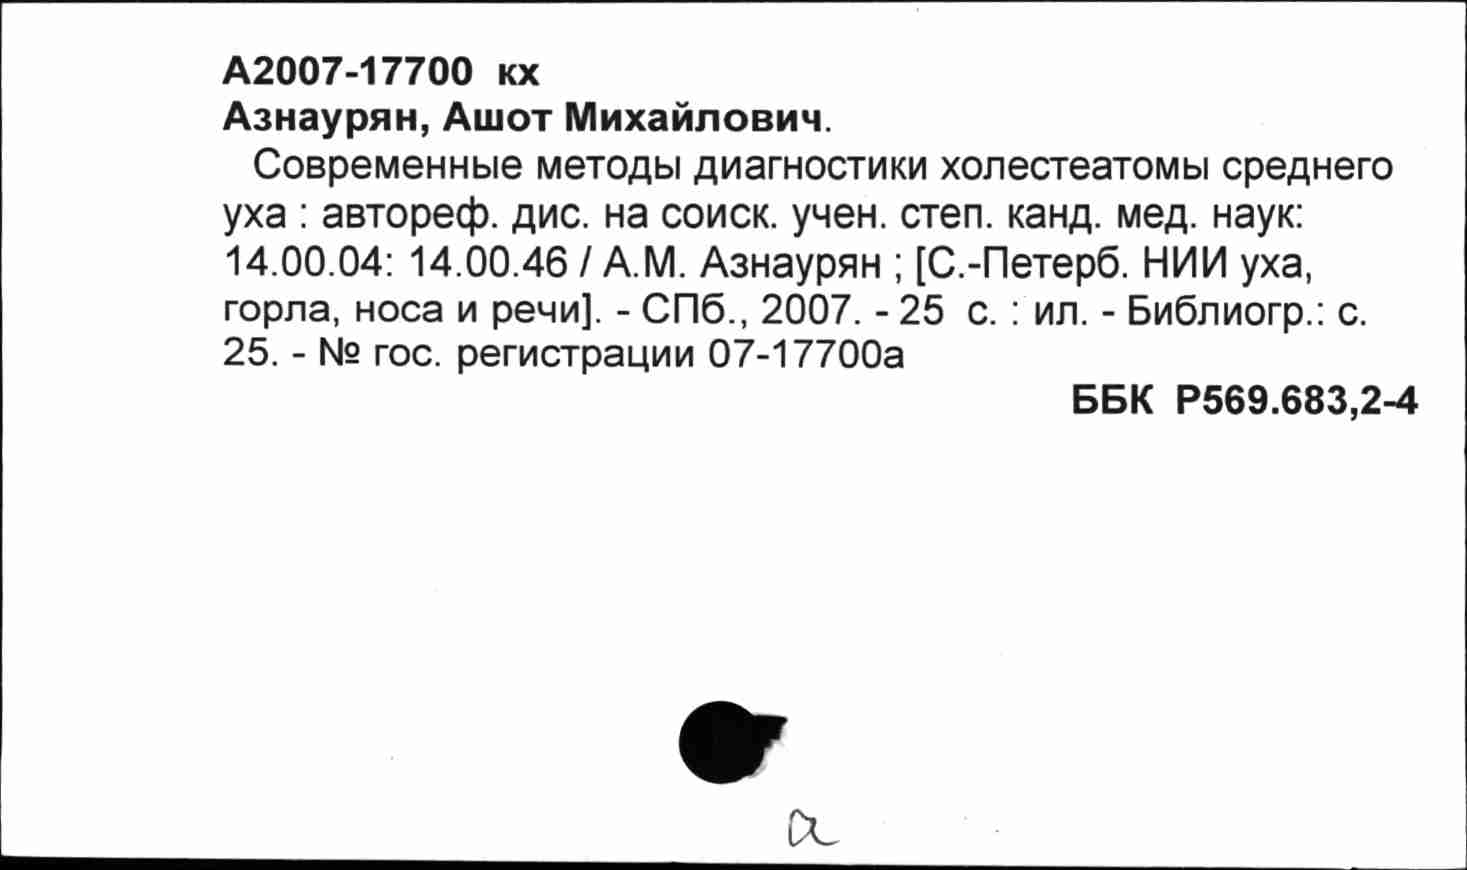 А2007-17700 кх
Азнаурян, Ашот Михайлович.
Современные методы диагностики холестеатомы среднего
уха : автореф. дис. на соиск. учен. степ. канд. мед. наук:
14.00.04: 14.00.46 / А.М. Азнаурян ; [С.-Петерб. НИИ уха,
горла, носа и речи]. - СПб., 2007. - 25 с. : ил. - Библиогр.: с.
25. - № гос. регистрации 07-17700а
ББК Р569.683,2-4
а